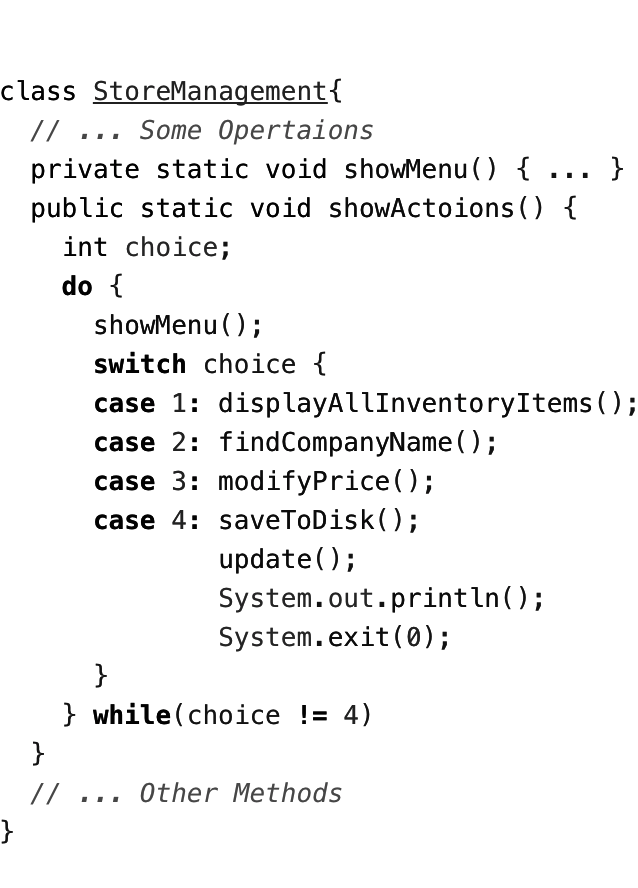 class StoreManagement{
// ... Some Opertaions
private static void showMenu() { ... }
public static void showActoions() {
int choice;
do {
showMenu();
switch choice {
case 1: displayAllInventoryItems();
case 2: findCompanyName();
case 3: modifyPrice();
case 4: saveToDisk();
update();
System.out.println();
System.exit(0);
}
} while(choice != 4)
}
// ... Other Methods
}